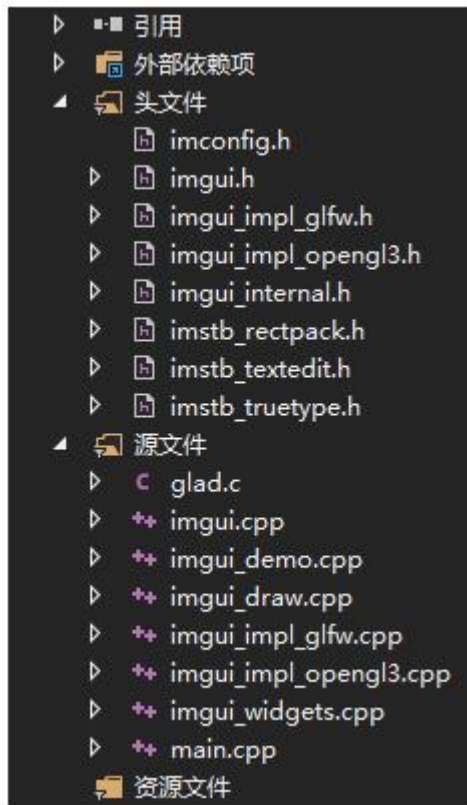 引用
外部依赖项
头文件
imconfig.h
imgui.h
imgui_impl_glfw.h
imgui_impl_opengl3.h
imgui_internal.h
imstb_rectpack.h
imstb_textedit.h
imstb_truetype.h
源文件
glad.c
imgui.cpp
imgui_demo.cpp
imgui_draw.cpp
imgui_impl_glfw.cpp
imgui_impl_opengl3.cpp
imgui_widgets.cpp
main.cpp
资源文件